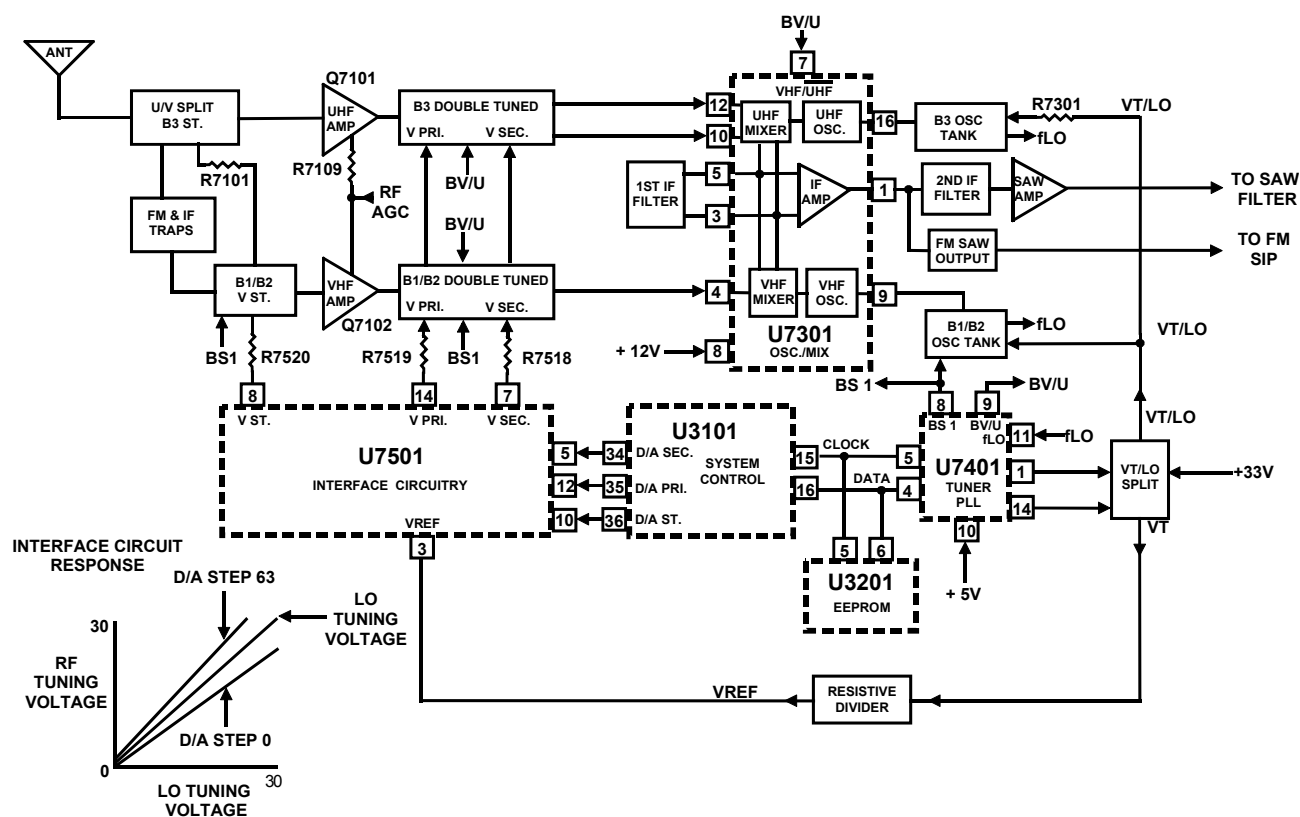 ANT
U/V SPLIT
B3 ST.
R7101
FM & IF
TRAPS
B1/B2
V ST.
BS1
R7520
Q7101
UHF
AMP
R7109
RF
AGC
VHF
AMP
Q7102
B3 DOUBLE TUNED
V PRI.
V SEC.
BV/U
BV/U
B1/B2 DOUBLE TUNED
V PRI.
V SEC.
R7519
BS1
R7518
BV/U
7
VHF/UHF
12
10
5
3
4
8
+ 12V
1ST IF
FILTER
UHF
MIXER
UHF
OSC.
IF
AMP
VHF
MIXER
VHF
OSC.
U7301
OSC./MIX
16
1
9
B3 OSC
TANK
R7301
VT/LO
fLO
2ND IF
FILTER
SAW
AMP
TO SAW
FILTER
FM SAW
OUTPUT
TO FM
SIP
B1/B2
OSC TANK
fLO
VT/LO
BS 1
BV/U
8
14
7
V ST.
V PRI.
V SEC.
U7501
INTERFACE CIRCUITRY
VREF
3
5
12
10
34
35
36
U3101
D/A SEC.
SYSTEM
CONTROL
D/A PRI.
D/A ST.
15
16
CLOCK
DATA
5
4
8
9
BS 1
BV/U
fLO
11
fLO
U7401
TUNER
PLL
1
14
10
+ 5V
VT/LO
VT/LO
SPLIT
+33V
VT
5
6
U3201
EEPROM
INTERFACE CIRCUIT
RESPONSE
D/A STEP 63
LO
TUNING
VOLTAGE
30
RF
TUNING
VOLTAGE
D/A STEP 0
0
30
LO TUNING
VOLTAGE
VREF
RESISTIVE
DIVIDER